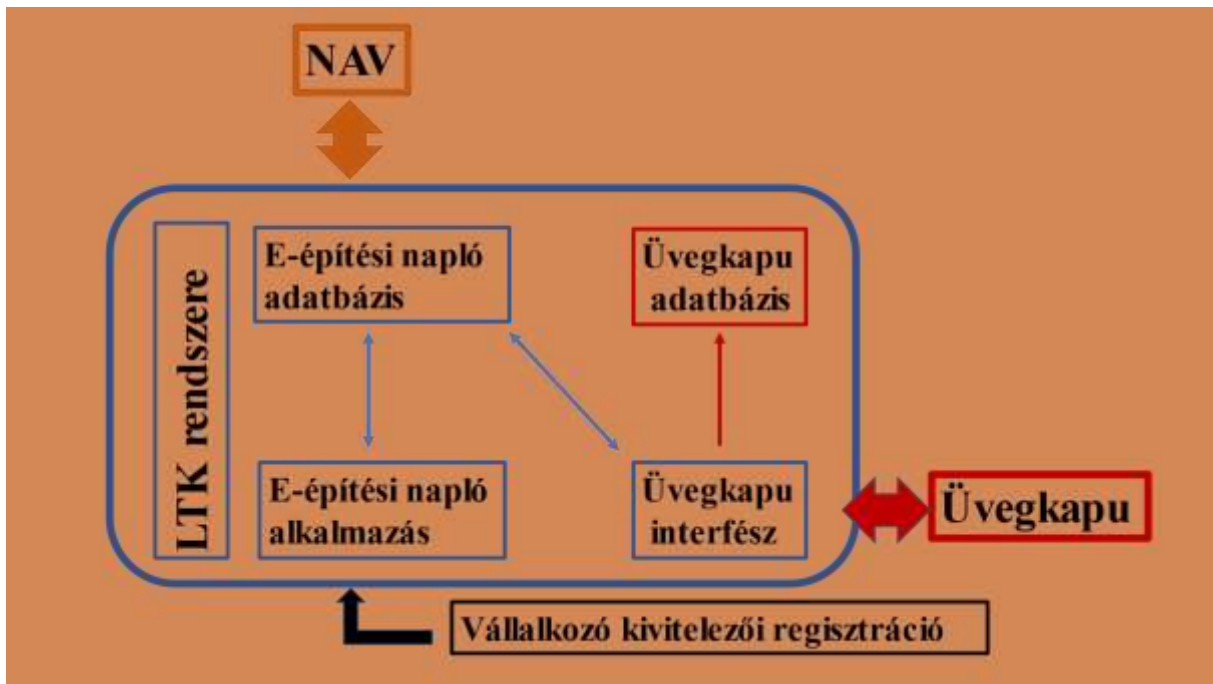 NAV
LTK rendszere
E-építési napló
adatbázis
Üvegkapu
adatbázis
E-építési napló
alkalmazás
Üvegkapu
interfész
Üvegkapu
Vállalkozó kivitelezői regisztráció